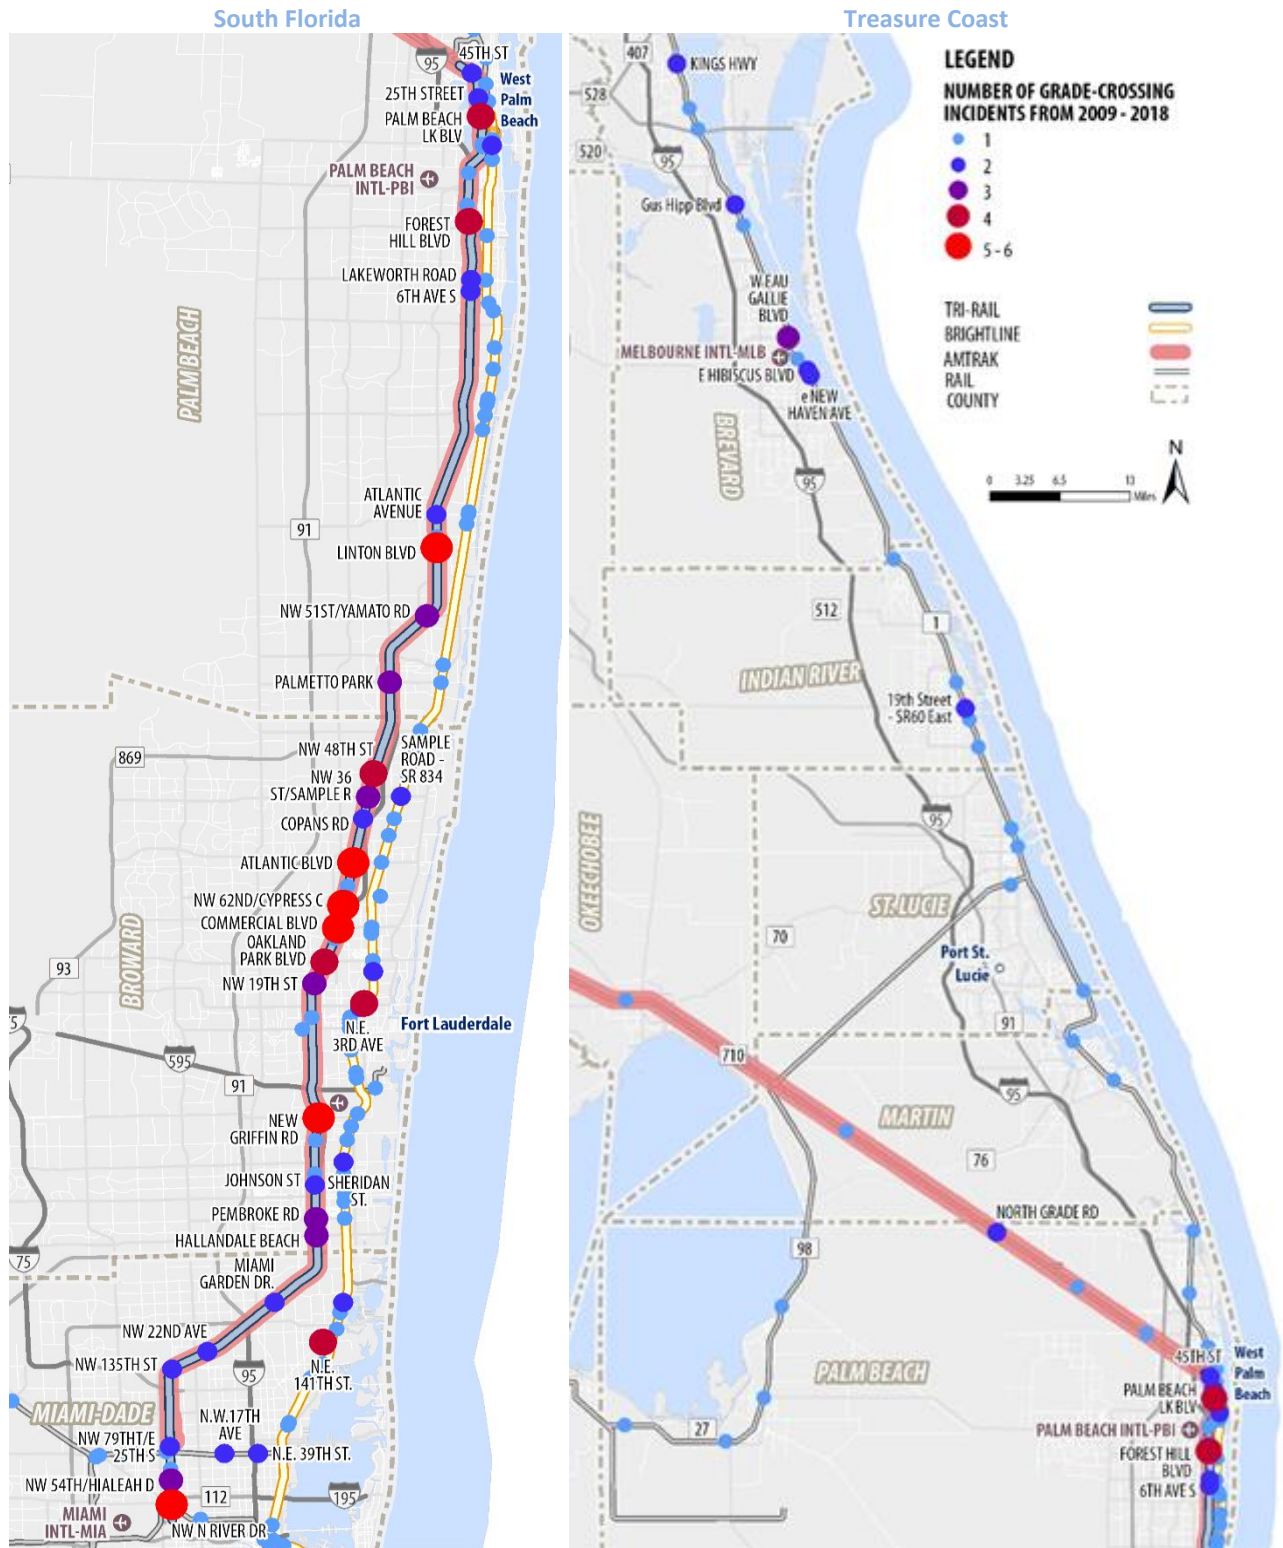 South Florida
Treasure Coast
45TH ST
95
West
Palm
Beach
25TH STREET
PALM BEACH
LK BLV
PALM BEACH
INTL-PBI
FOREST
HILL BLVD
LAKEWORTH ROAD
6TH AVE S
PALM BEACH
ATLANTIC
AVENUE
91
LINTON BLVD
NW 51ST/YAMATO RD
PALMETTO PARK
NW 48TH ST
SAMPLE
ROAD -
SR 834
869
NW 36
ST/SAMPLE R
COPANS RD
ATLANTIC BLVD
NW 62ND/CYPRESS C
COMMERCIAL BLVD
OAKLAND
PARK BLVD
BROWARD
93
NW 19TH ST
N.E.
3RD AVE
Fort Lauderdale
5
595
91
NEW
GRIFFIN RD
JOHNSON ST
SHERIDAN
ST.
PEMBROKE RD
HALLANDALE BEACH
75
MIAMI
GARDEN DR.
NW 22ND AVE
NW 135TH ST
95
N.E.
141TH ST.
MIAMI-DADE
N.W.17TH
AVE
NW 79THT/E
25TH S
N.E. 39TH ST.
NW 54TH/HIALEAH D
112
195
MIAMI
INTL-MIA
NW N RIVER DR
407
KINGS HWY
528
520
95
Gus Hipp Blvd
W EAU
GALLIE
BLVD
MELBOURNE INTL-MLB
E HIBISCUS BLVD
e NEW
HAVEN AVE
BREVARD
95
512
1
INDIAN RIVER
19th Street
- SR60 East
95
OKEECHOBEE
ST. LUCIE
70
Port St.
Lucie
91
710
95
MARTIN
76
NORTH GRADE RD
98
PALM BEACH
27
45TH ST
West
Palm
Beach
PALM BEACH
LK BLV
PALM BEACH INTL-PBI
FOREST HILL
BLVD
6TH AVE S
LEGEND
NUMBER OF GRADE-CROSSING
INCIDENTS FROM 2009 - 2018
1
2
3
4
5 - 6
TRI-RAIL
BRIGHTLINE
AMTRAK
RAIL
COUNTY
N
0 3.25 6.5 13
Miles